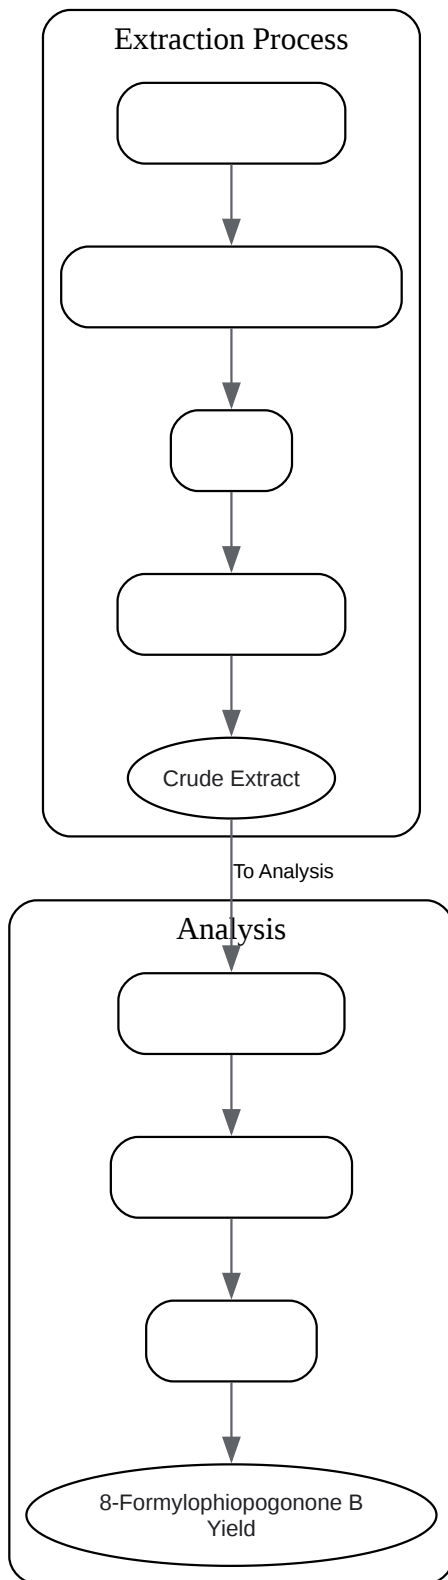 Extraction Process
Crude Extract
To Analysis
Analysis
8-Formylophiopogonone B
Yield